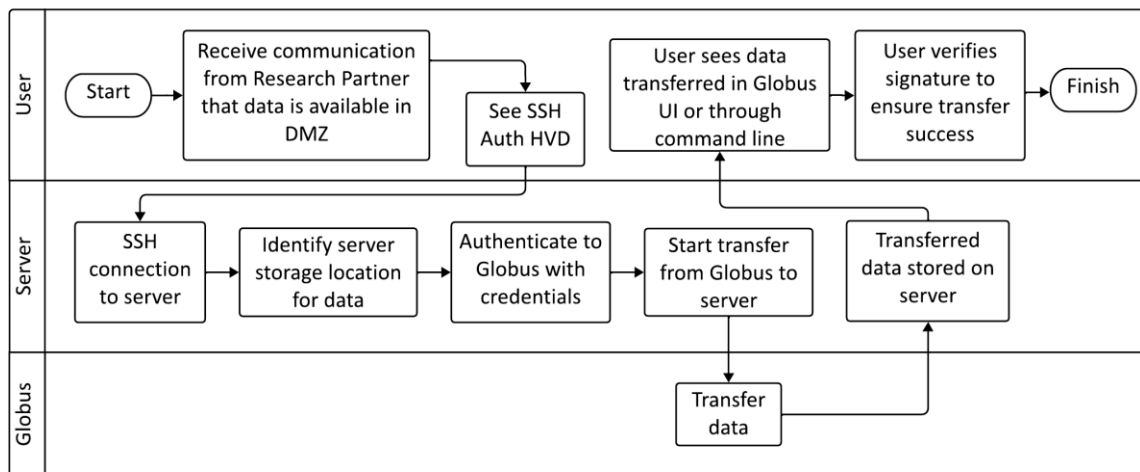 User
Start
Receive communication
from Research Partner
that data is available in
DMZ
See SSH
Auth HVD
User sees data
transferred in Globus
UI or through
command line
User verifies
signature to
ensure transfer
success
Finish
Server
SSH
connection
to server
Identify server
storage location
for data
Authenticate to
Globus with
credentials
Start transfer
from Globus to
server
Transferred
data stored on
server
Globus
Transfer
data